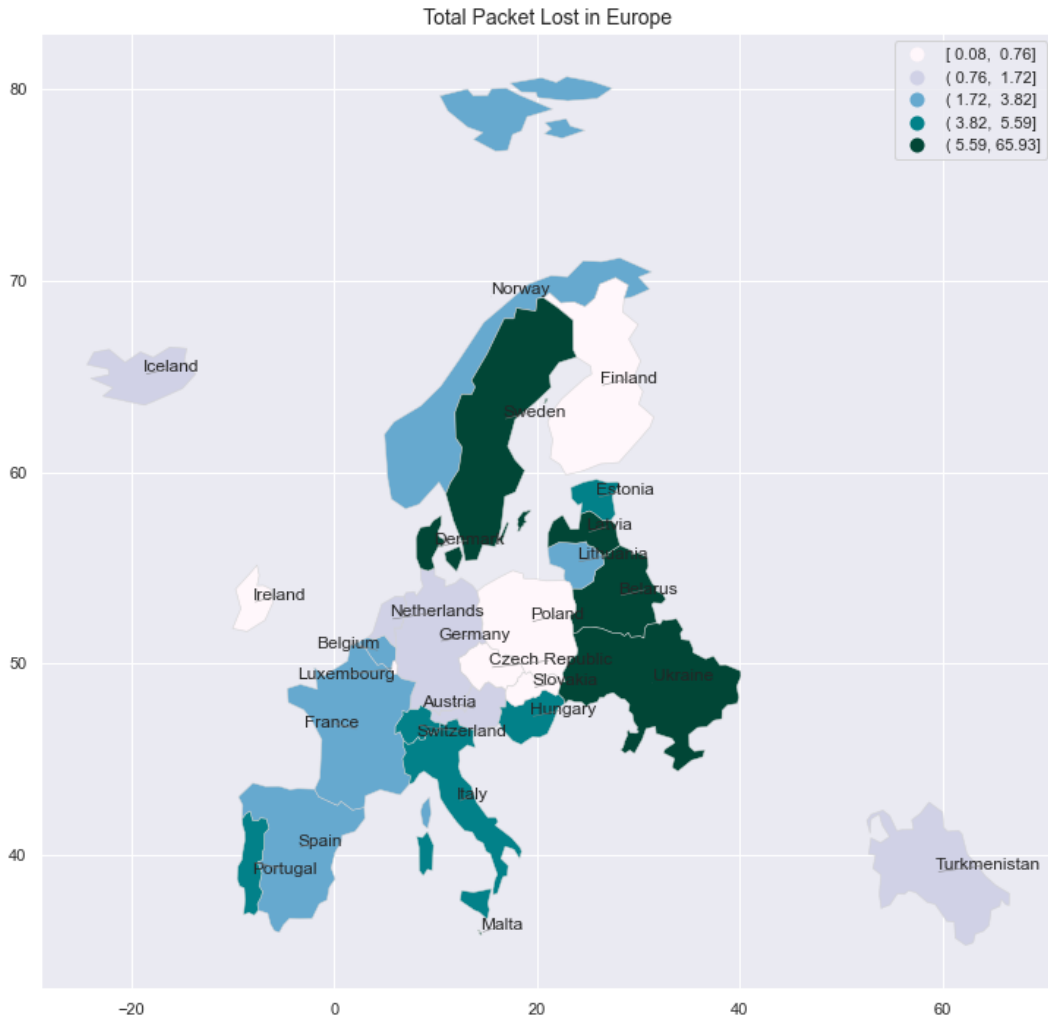 Total Packet Lost in Europe
[ 0.08, 0.76]
( 0.76, 1.72]
( 1.72, 3.82]
( 3.82, 5.59]
( 5.59, 65.93]
80
70
Norway
Iceland
Finland
Sweden
60
Estonia
Latvia
Denmark
Lithuania
Belarus
Ireland
Netherlands
Poland
Germany
Belgium
Czech Republic
50
Luxembourg
Slovakia
Ukraine
Austria
Hungary
France
Switzerland
Italy
Spain
40
Turkmenistan
Portugal
Malta
−20
0
20
40
60